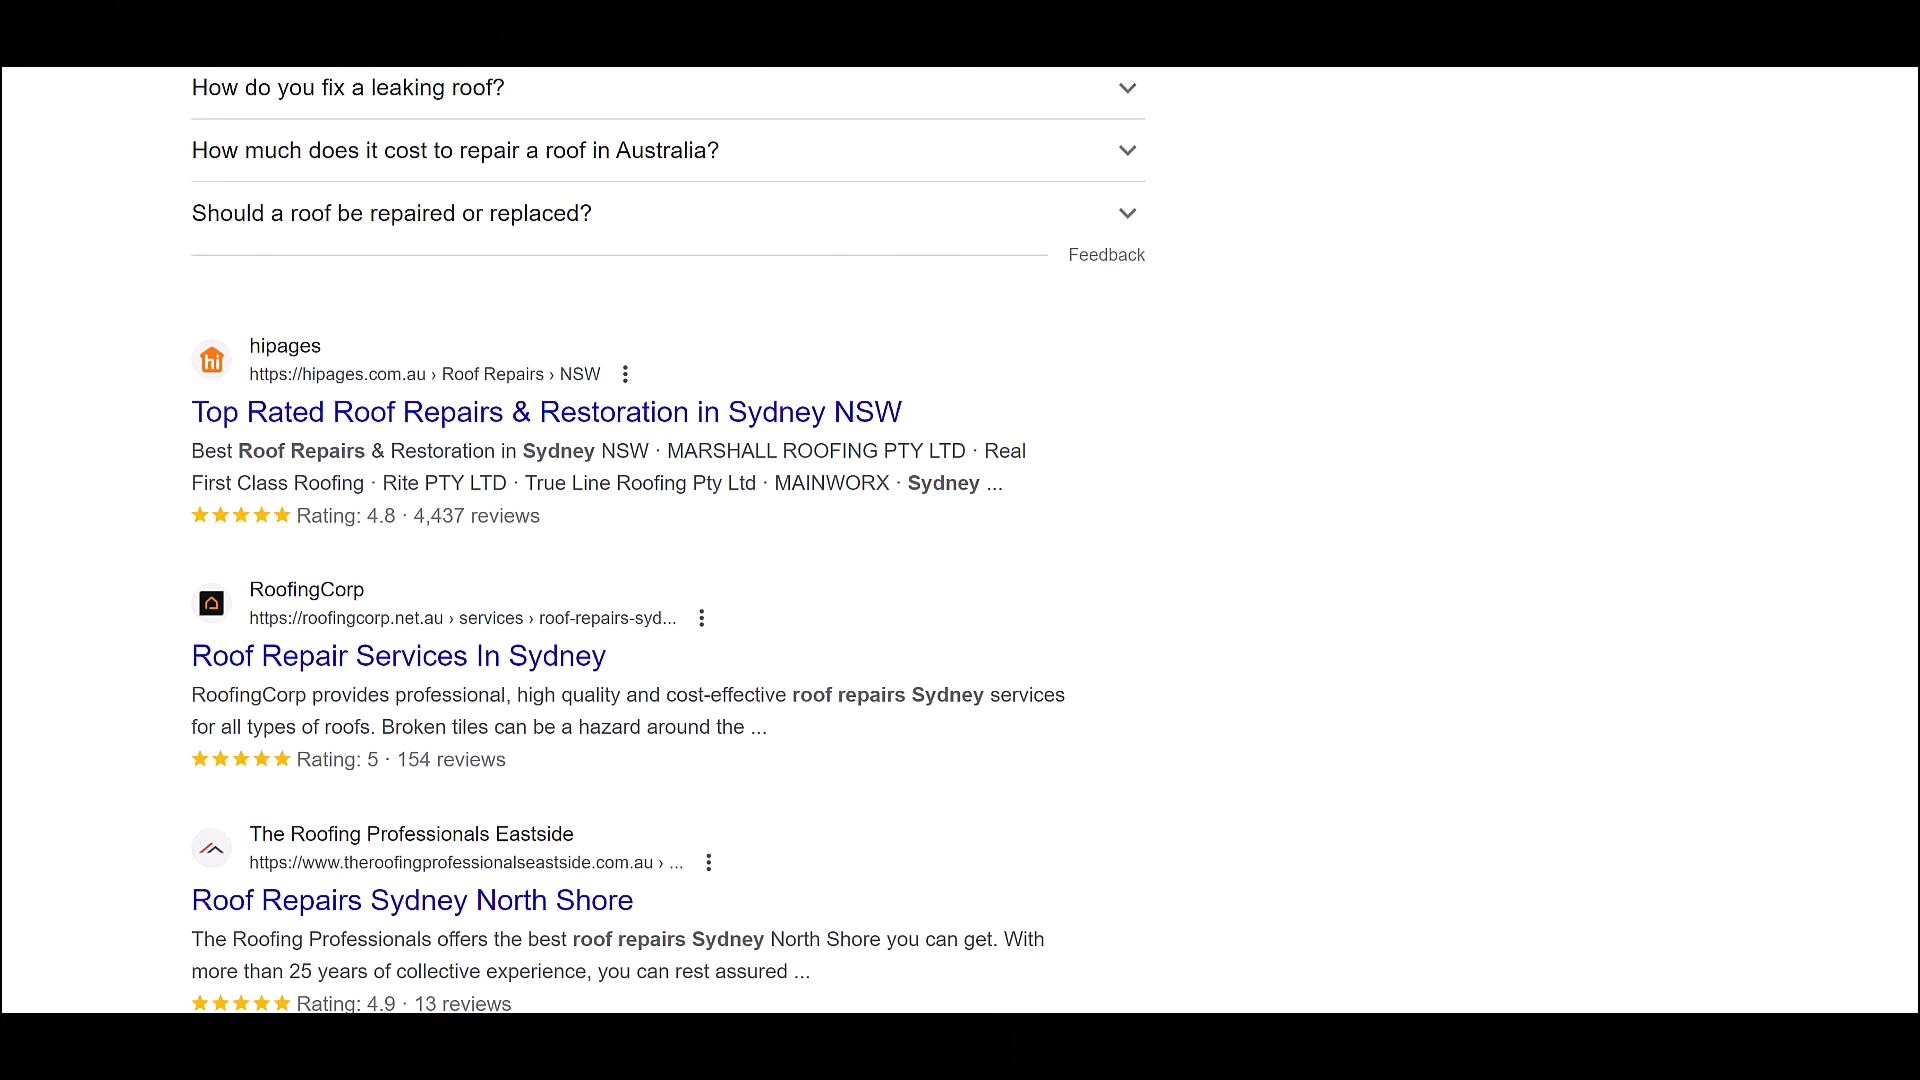 How do you fix a leaking roof?
How much does it cost to repair a roof in Australia?
Should a roof be repaired or replaced?
Feedback
hi
hipages
https://hipages.com.au › Roof Repairs › NSW
Top Rated Roof Repairs & Restoration in Sydney NSW
Best Roof Repairs & Restoration in Sydney NSW · MARSHALL ROOFING PTY LTD · Real
First Class Roofing · Rite PTY LTD · True Line Roofing Pty Ltd · MAINWORX · Sydney ...
Rating: 4.8 · 4,437 reviews
RoofingCorp
https://roofingcorp.net.au › services › roof-repairs-syd...
Roof Repair Services In Sydney
RoofingCorp provides professional, high quality and cost-effective roof repairs Sydney services
for all types of roofs. Broken tiles can be a hazard around the ...
Rating: 5 · 154 reviews
The Roofing Professionals Eastside
https://www.theroofingprofessionalseastside.com.au › ...
Roof Repairs Sydney North Shore
The Roofing Professionals offers the best roof repairs Sydney North Shore you can get. With
more than 25 years of collective experience, you can rest assured ...
Rating: 4.9 · 13 reviews